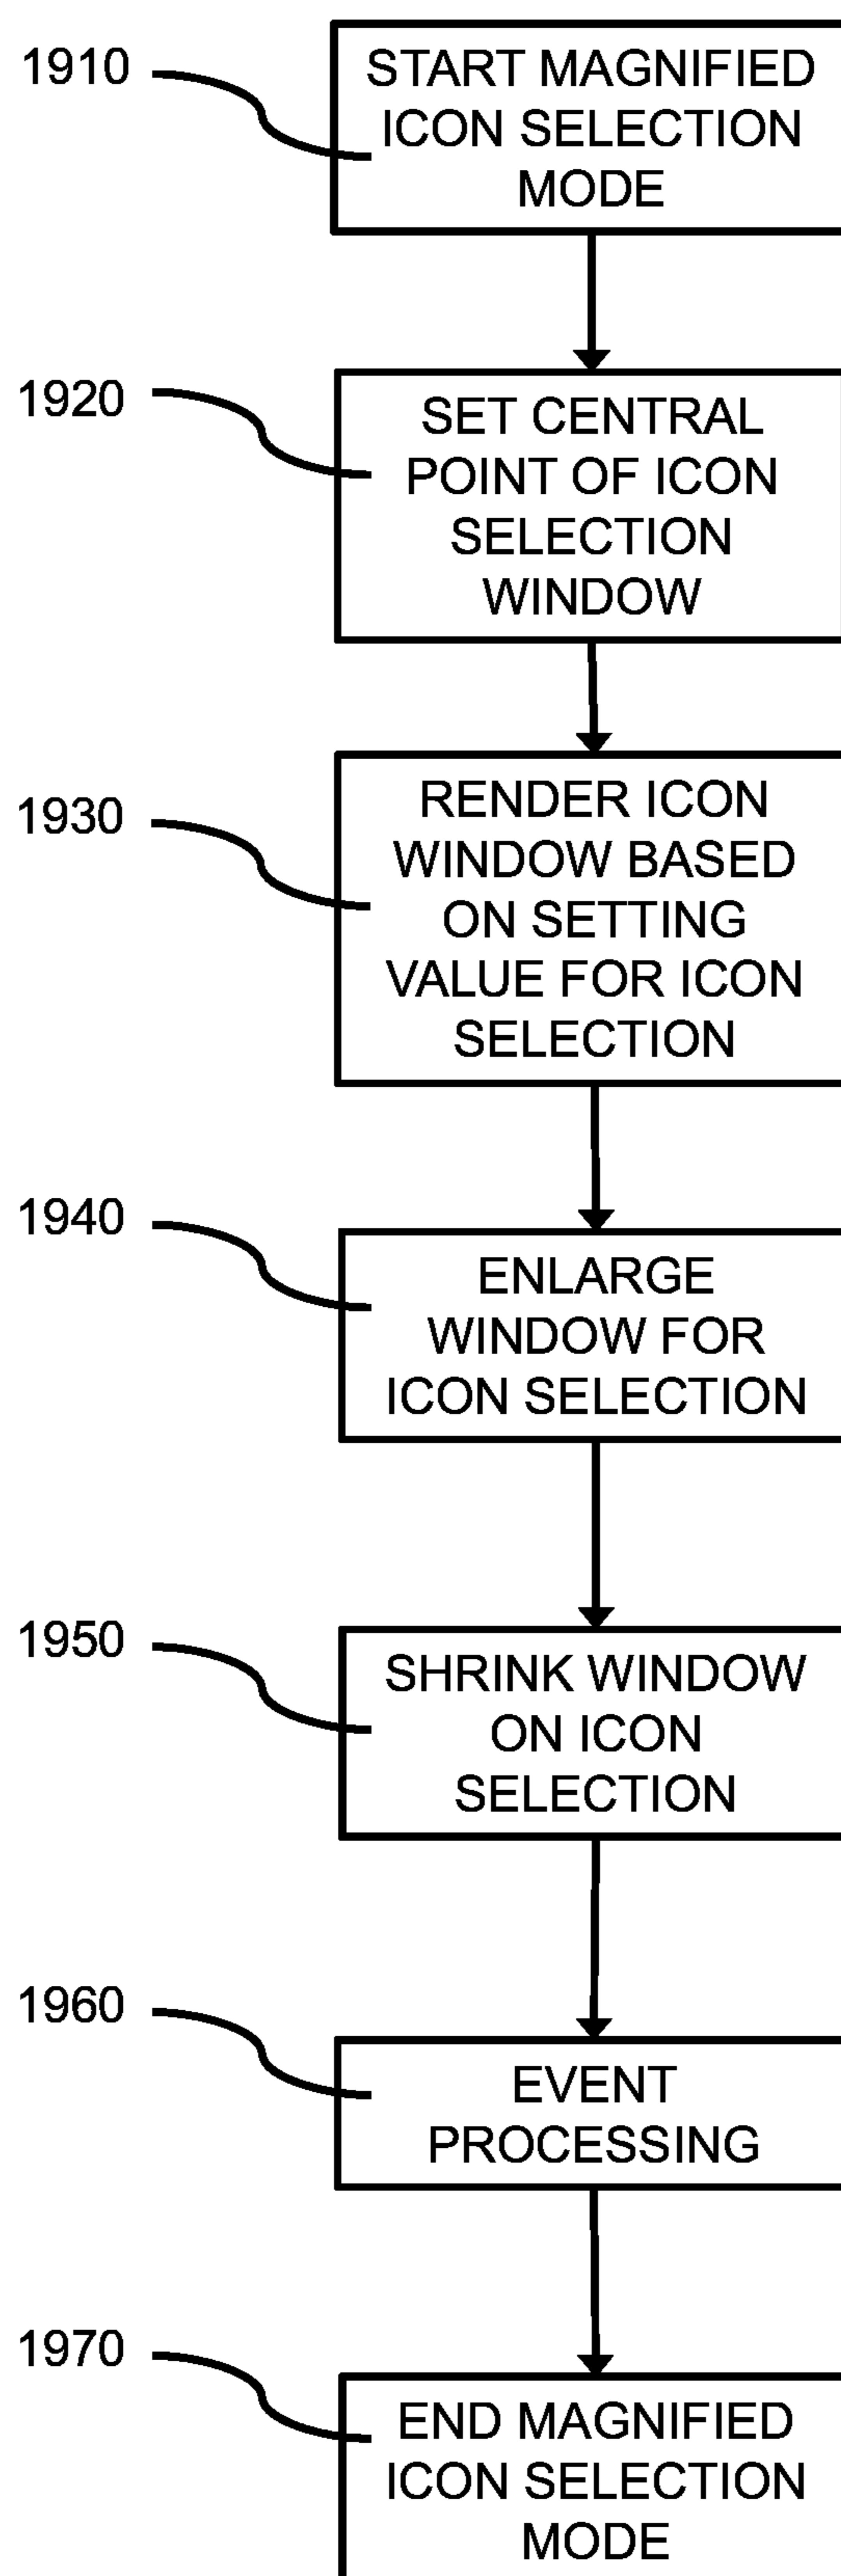 1910
START MAGNIFIED
ICON SELECTION
MODE
1920
SET CENTRAL
POINT OF ICON
SELECTION
WINDOW
1930
RENDER ICON
WINDOW BASED
ON SETTING
VALUE FOR ICON
SELECTION
1940
ENLARGE
WINDOW FOR
ICON SELECTION
1950
SHRINK WINDOW
ON ICON
SELECTION
1960
EVENT
PROCESSING
1970
END MAGNIFIED
ICON SELECTION
MODE